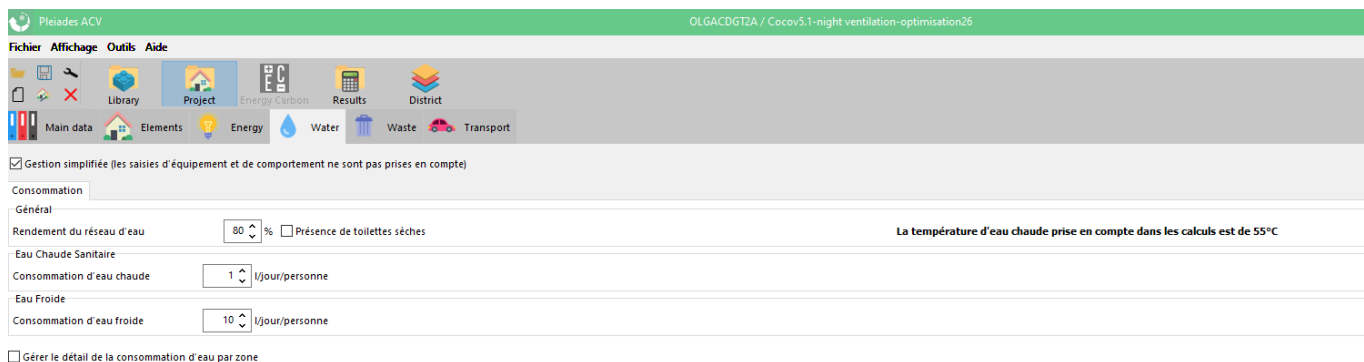 Pleiades ACV OLGACDGT2A / Cocov5.1-night ventilation-optimisation26
Fichier Affichage Outils Aide
Library Project Energy Carbon Results District
Main data Elements Energy Water Waste Transport
Gestion simplifiée (les saisies d'équipement et de comportement ne sont pas prises en compte)
Consommation
Général
Rendement du réseau d'eau 80 % Présence de toilettes sèches La température d'eau chaude prise en compte dans les calculs est de 55°C
Eau Chaude Sanitaire
Consommation d'eau chaude 1 l/jour/personne
Eau Froide
Consommation d'eau froide 10 l/jour/personne
Gérer le détail de la consommation d'eau par zone